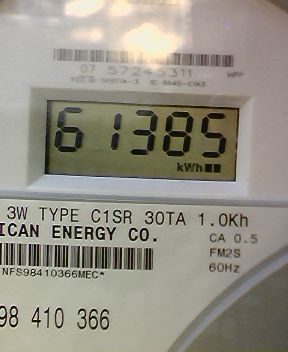 07 57245311
61385
kWh
3W TYPE C1SR 30TA 1.0Kh
ICAN ENERGY CO.
CA 0.5
FM2S
60Hz
NFS98410366MEC*
98 410 366